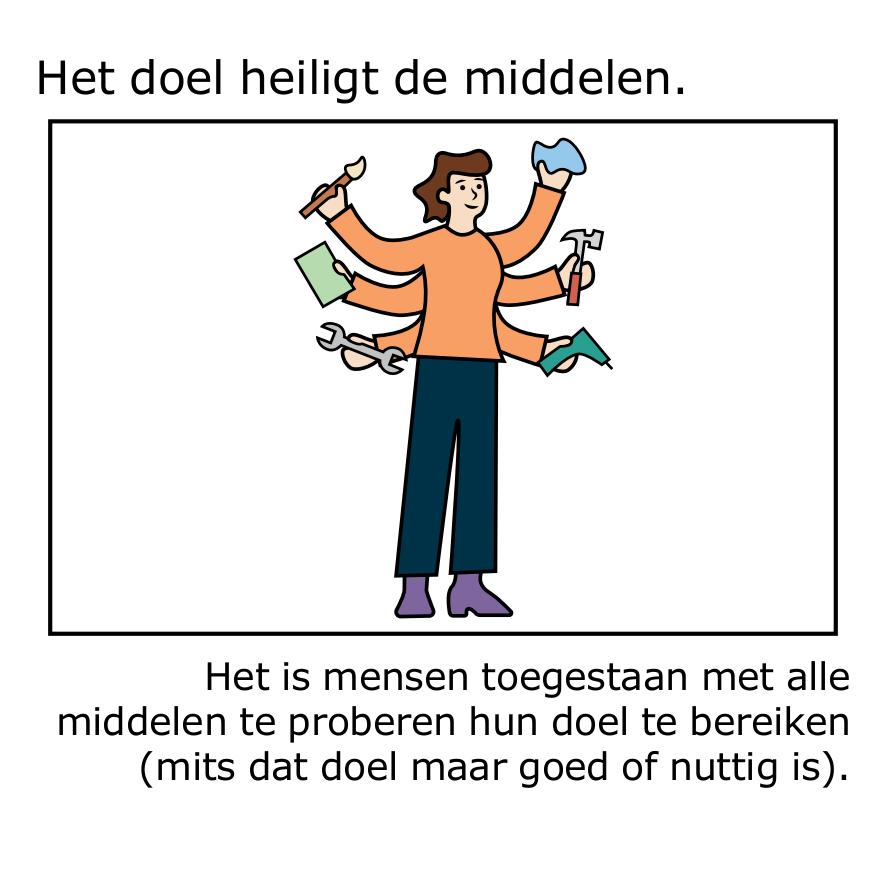 Het doel heiligt de middelen.
Het is mensen toegestaan met alle
middelen te proberen hun doel te bereiken
(mits dat doel maar goed of nuttig is).